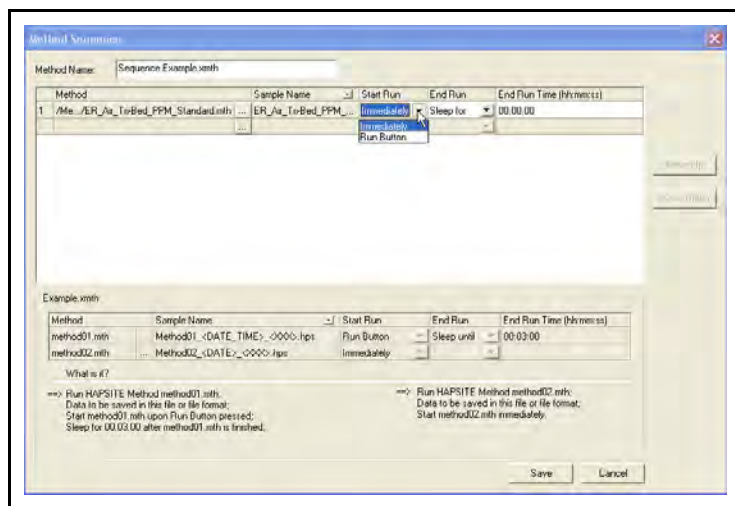 Method Sequence
Method Name: Sequence Example.xmth
Method Sample Name Start Run End Run End Run Time (hh:mm:ss)
1 /Me.../ER_Air_Tri-Bed_PPM_Standard.mth ... ER_Air_Tri-Bed_PPM_... Immediately Sleep for 00:00:00
... Immediately
Run Button
Example.xmth
Method Sample Name Start Run End Run End Run Time (hh:mm:ss)
method01.mth Method01_<DATE_TIME>_<XXX>.hps Run Button Sleep until 00:03:00
method02.mth ... Method02_<DATE>_<XXX>.hps Immediately
What is it?
==> Run HAPSITE Method method01.mth;
Data to be saved in this file or file format;
Start method01.mth upon Run Button pressed;
Sleep for 00:03:00 after method01.mth is finished;
==> Run HAPSITE Method method02.mth;
Data to be saved in this file or file format;
Start method02.mth immediately.
Save Cancel